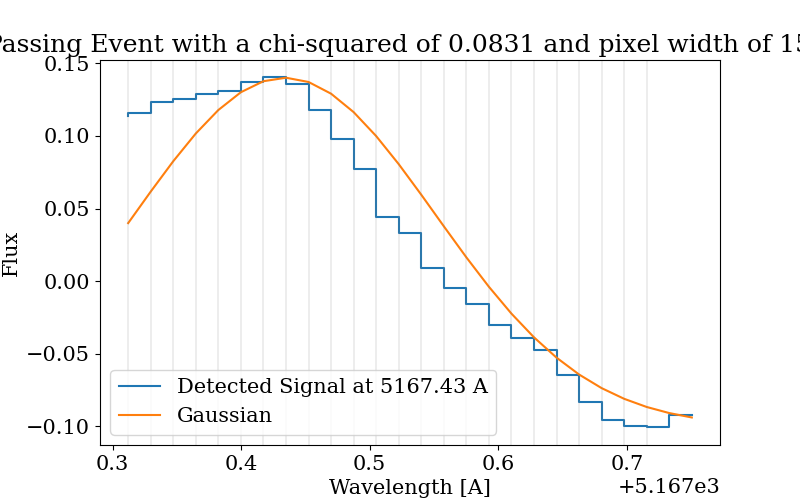 Passing Event with a chi-squared of 0.0831 and pixel width of 15
0.15
0.10
0.05
0.00
−0.05
−0.10
Flux
Detected Signal at 5167.43 A
Gaussian
0.3 0.4 0.5 0.6 0.7
Wavelength [A]
+5.167e3